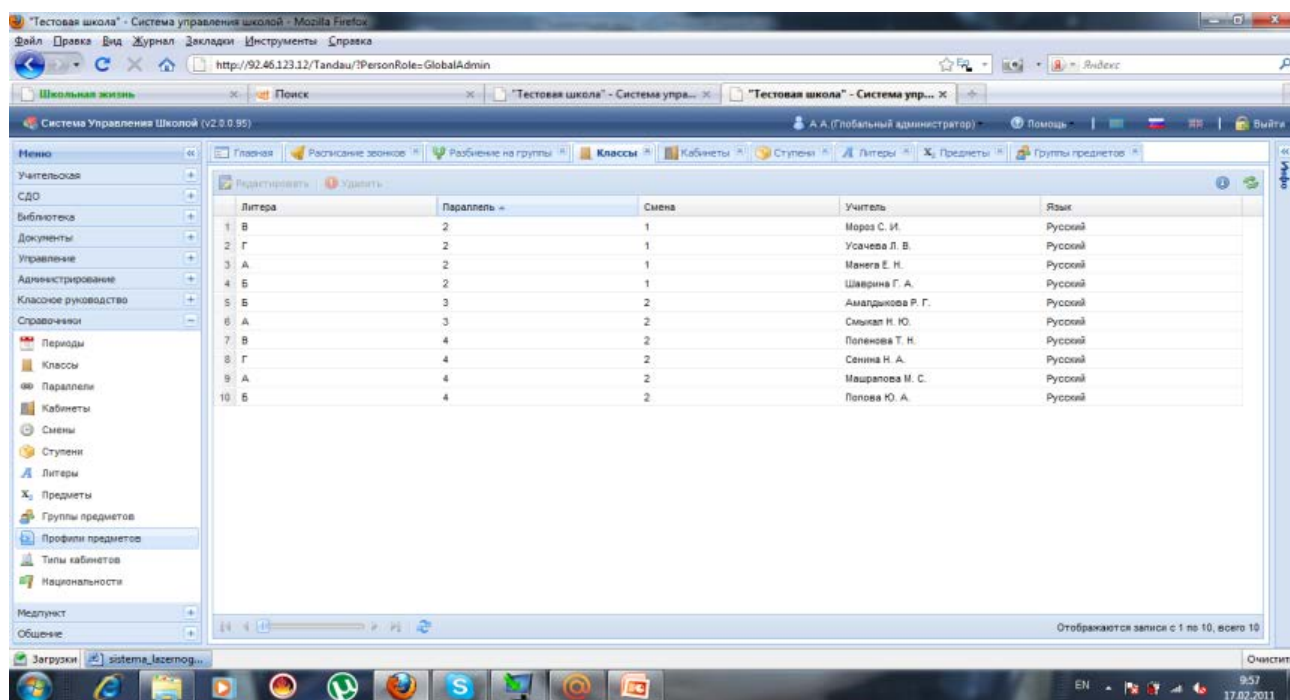 "Тестовая школа" - Система управления школой - Mozilla Firefox
Файл Правка Вид Журнал Закладки Инструменты Справка
http://92.46.123.12/Tandau/?PersonRole=GlobalAdmin Яндекс
Школьная жизнь Поиск "Тестовая школа" - Система упра... "Тестовая школа" - Система упр...
Система Управления Школой (v2.0.0.95) А.А.(Глобальный администратор) Помощь Выйти
Меню Главная Расписание звонков Разбиение на группы Классы Кабинеты Ступени Литеры Предметы Группы предметов
Инфо
Учительская Редактировать Удалить
СДО Литера Параллель Смена Учитель Язык
Библиотека 1 В 2 1 Мороз С. И. Русский
Документы 2 Г 2 1 Усачева Л. В. Русский
Управление 3 А 2 1 Манега Е. Н. Русский
Администрирование 4 Б 2 1 Шаврина Г. А. Русский
Классное руководство 5 Б 3 2 Амалдыкова Р. Г. Русский
Справочники 6 А 3 2 Смыкал Н. Ю. Русский
Периоды 7 В 4 2 Поленова Т. Н. Русский
Классы 8 Г 4 2 Сенина Н. А. Русский
Параллели 9 А 4 2 Машрапова М. С. Русский
Кабинеты 10 Б 4 2 Попова Ю. А. Русский
Смены
Ступени
Литеры
Предметы
Группы предметов
Профили предметов
Типы кабинетов
Национальности
Медпункт
Общение Отображаются записи с 1 по 10, всего 10
Загрузки sistema_lazernog... Очистит
EN 9:57
17.02.2011